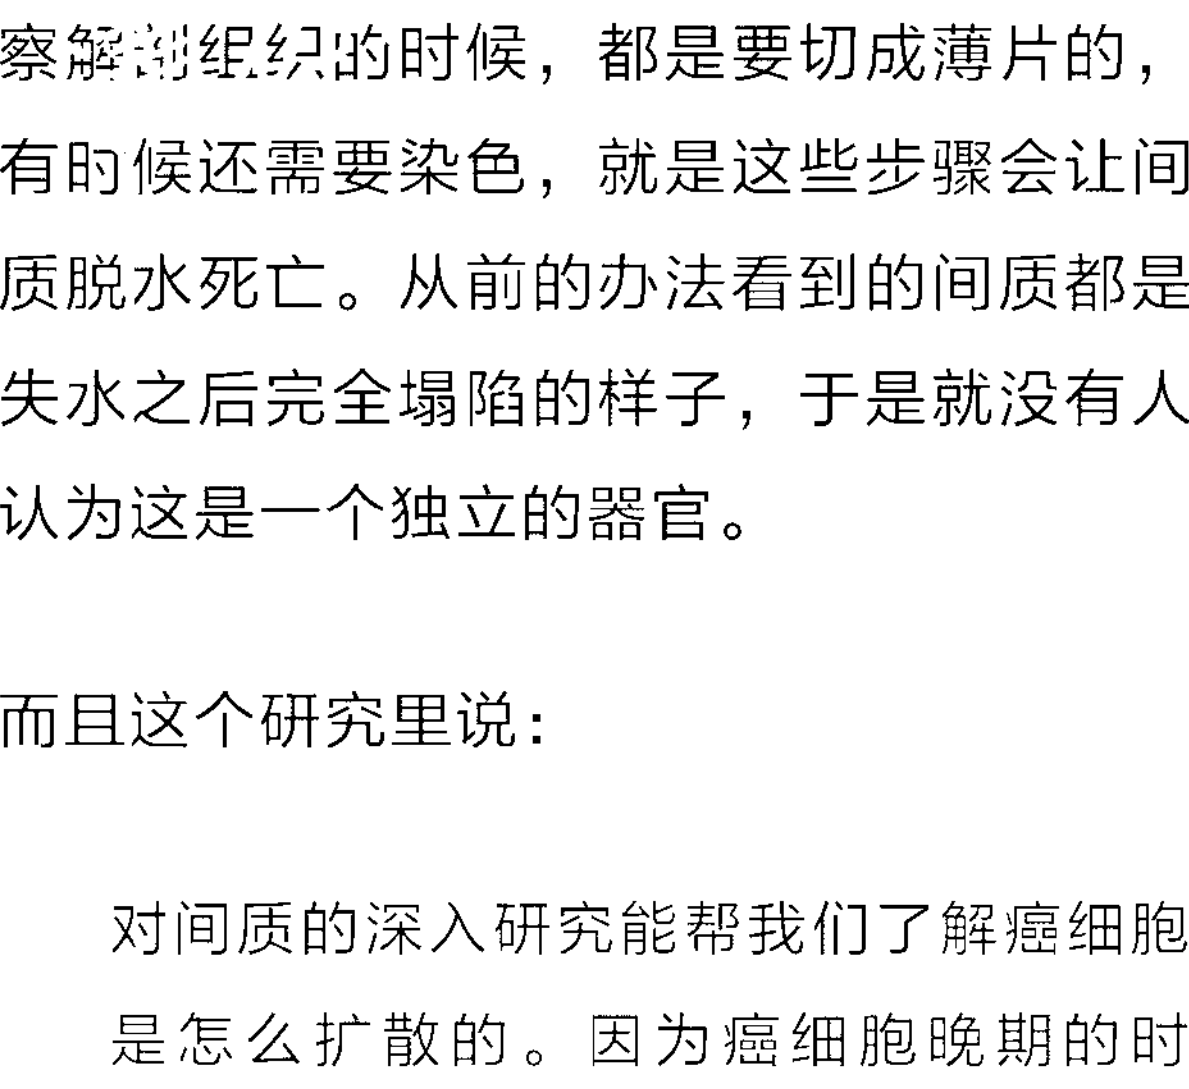 察解剖组织的时候，都是要切成薄片的，
有时候还需要染色，就是这些步骤会让间
质脱水死亡。从前的办法看到的间质都是
失水之后完全塌陷的样子，于是就没有人
认为这是一个独立的器官。
而且这个研究里说：
对间质的深入研究能帮我们了解癌细胞
是怎么扩散的。因为癌细胞晚期的时